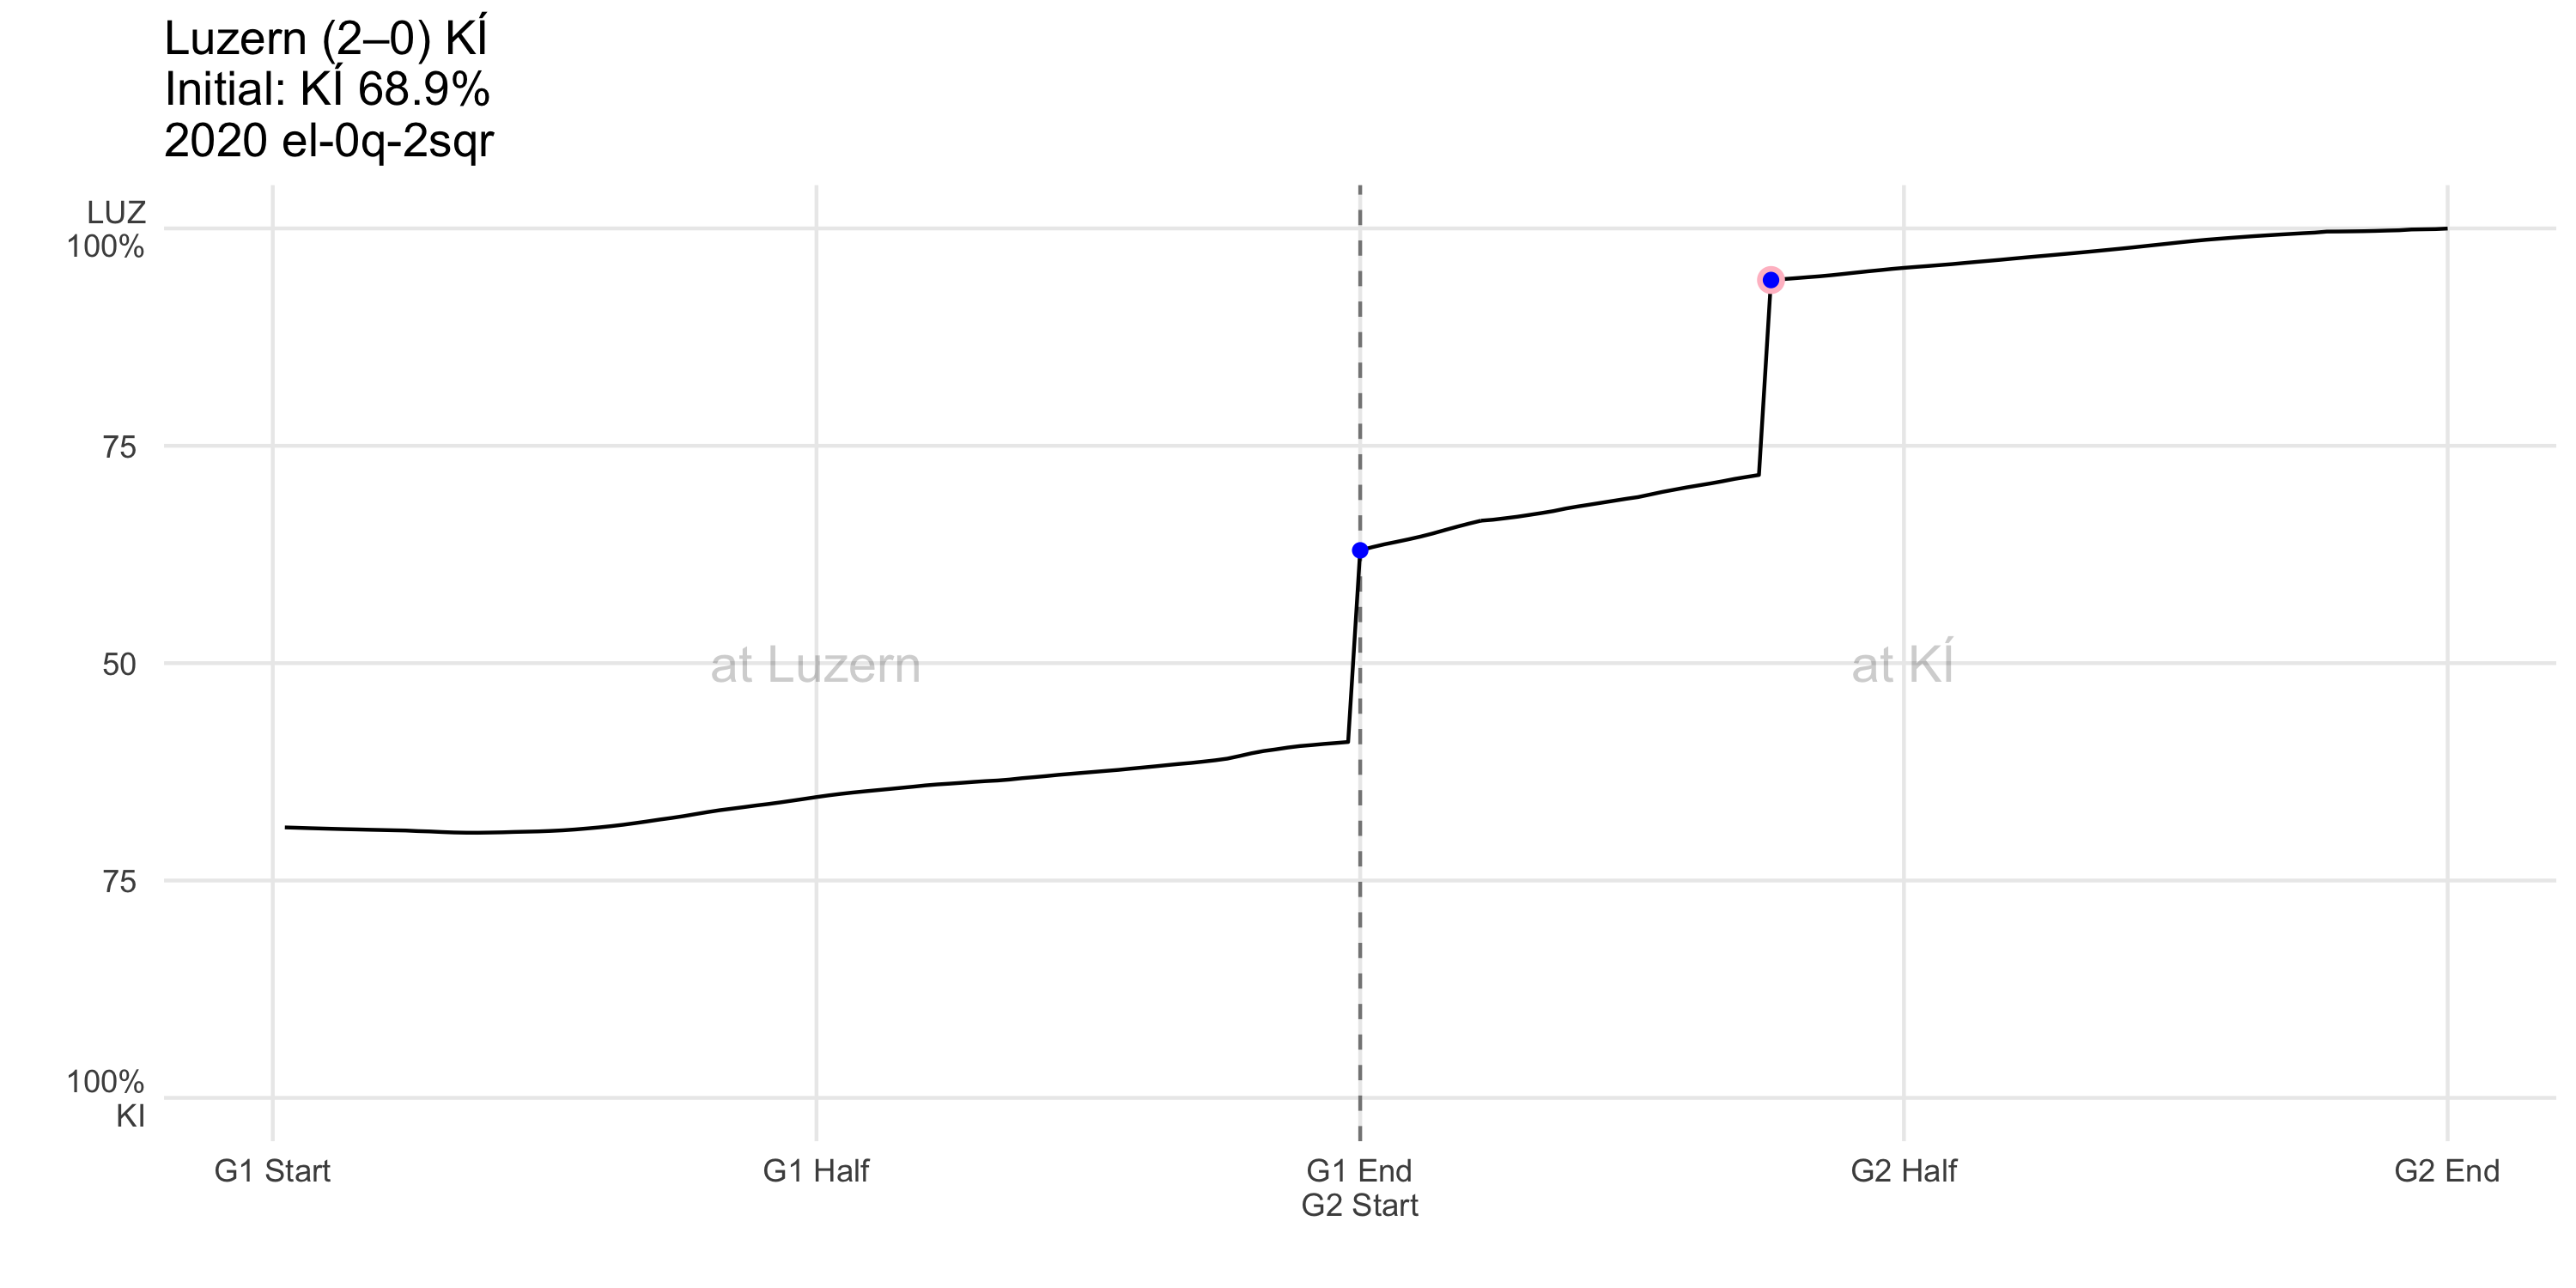 Luzern (2–0) KÍ
Initial: KÍ 68.9%
2020 el-0q-2sqr
LUZ
100%
75
50
75
100%
KI
at Luzern
at KÍ
G1 Start
G1 Half
G1 End
G2 Start
G2 Half
G2 End